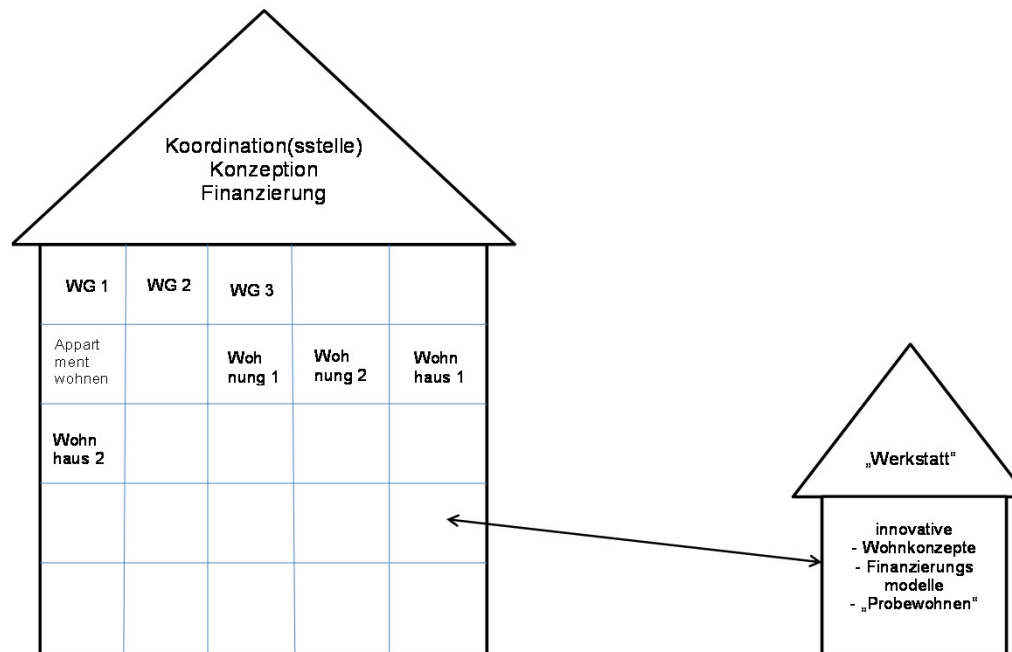 Koordination(sstelle)
Konzeption
Finanzierung
WG 1
WG 2
WG 3
Appart
ment
wohnen
Woh
nung 1
Woh
nung 2
Wohn
haus 1
Wohn
haus 2
„Werkstatt“
innovative
- Wohnkonzepte
- Finanzierungs
modelle
- „Probewohnen“